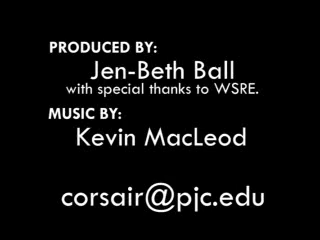 PRODUCED BY:
Jen-Beth Ball
with special thanks to WSRE.
MUSIC BY:
Kevin MacLeod
corsair@pjc.edu